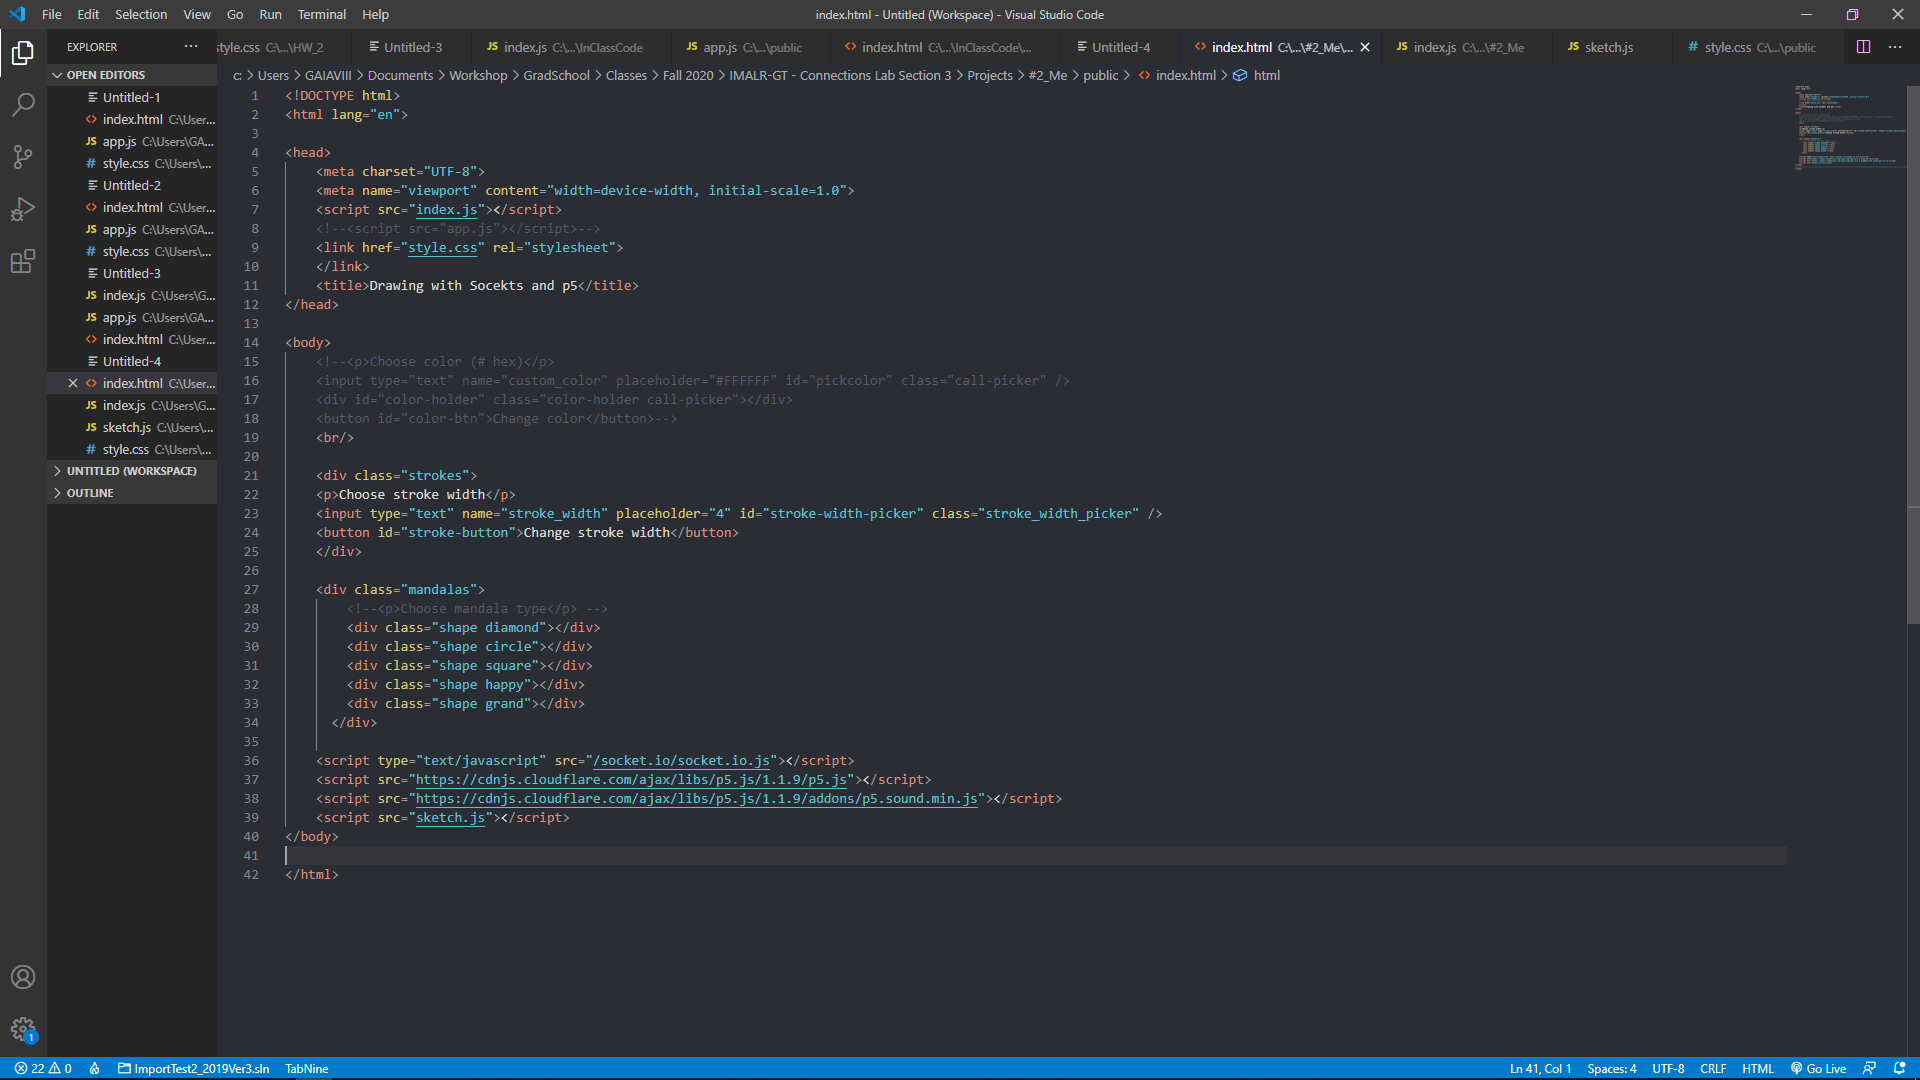 File Edit Selection View Go Run Terminal Help
index.html - Untitled (Workspace) - Visual Studio Code
EXPLORER
style.css C:\...\HW_2 Untitled-3 JS index.js C:\...\InClassCode JS app.js C:\...\public <> index.html C:\...\InClassCode\... Untitled-4 <> index.html C:\...\#2_Me\... JS index.js C:\...\#2_Me JS sketch.js # style.css C:\...\public
OPEN EDITORS
Untitled-1
<> index.html C:\User...
JS app.js C:\Users\GA...
# style.css C:\Users\...
Untitled-2
<> index.html C:\User...
JS app.js C:\Users\GA...
# style.css C:\Users\...
Untitled-3
JS index.js C:\Users\G...
JS app.js C:\Users\GA...
<> index.html C:\User...
Untitled-4
<> index.html C:\User...
JS index.js C:\Users\G...
JS sketch.js C:\Users\...
# style.css C:\Users\...
UNTITLED (WORKSPACE)
OUTLINE
c: > Users > GAIAVIII > Documents > Workshop > GradSchool > Classes > Fall 2020 > IMALR-GT - Connections Lab Section 3 > Projects > #2_Me > public > <> index.html > html
1 <!DOCTYPE html>
2 <html lang="en">
3
4 <head>
5 <meta charset="UTF-8">
6 <meta name="viewport" content="width=device-width, initial-scale=1.0">
7 <script src="index.js"></script>
8 <!--<script src="app.js"></script>-->
9 <link href="style.css" rel="stylesheet">
10 </link>
11 <title>Drawing with Socekts and p5</title>
12 </head>
13
14 <body>
15 <!--<p>Choose color (# hex)</p>
16 <input type="text" name="custom_color" placeholder="#FFFFFF" id="pickcolor" class="call-picker" />
17 <div id="color-holder" class="color-holder call-picker"></div>
18 <button id="color-btn">Change color</button>-->
19 <br/>
20
21 <div class="strokes">
22 <p>Choose stroke width</p>
23 <input type="text" name="stroke_width" placeholder="4" id="stroke-width-picker" class="stroke_width_picker" />
24 <button id="stroke-button">Change stroke width</button>
25 </div>
26
27 <div class="mandalas">
28 <!--<p>Choose mandala type</p> -->
29 <div class="shape diamond"></div>
30 <div class="shape circle"></div>
31 <div class="shape square"></div>
32 <div class="shape happy"></div>
33 <div class="shape grand"></div>
34 </div>
35
36 <script type="text/javascript" src="/socket.io/socket.io.js"></script>
37 <script src="https://cdnjs.cloudflare.com/ajax/libs/p5.js/1.1.9/p5.js"></script>
38 <script src="https://cdnjs.cloudflare.com/ajax/libs/p5.js/1.1.9/addons/p5.sound.min.js"></script>
39 <script src="sketch.js"></script>
40 </body>
41
42 </html>
1
22 0 ImportTest2_2019Ver3.sln TabNine
Ln 41, Col 1 Spaces: 4 UTF-8 CRLF HTML Go Live